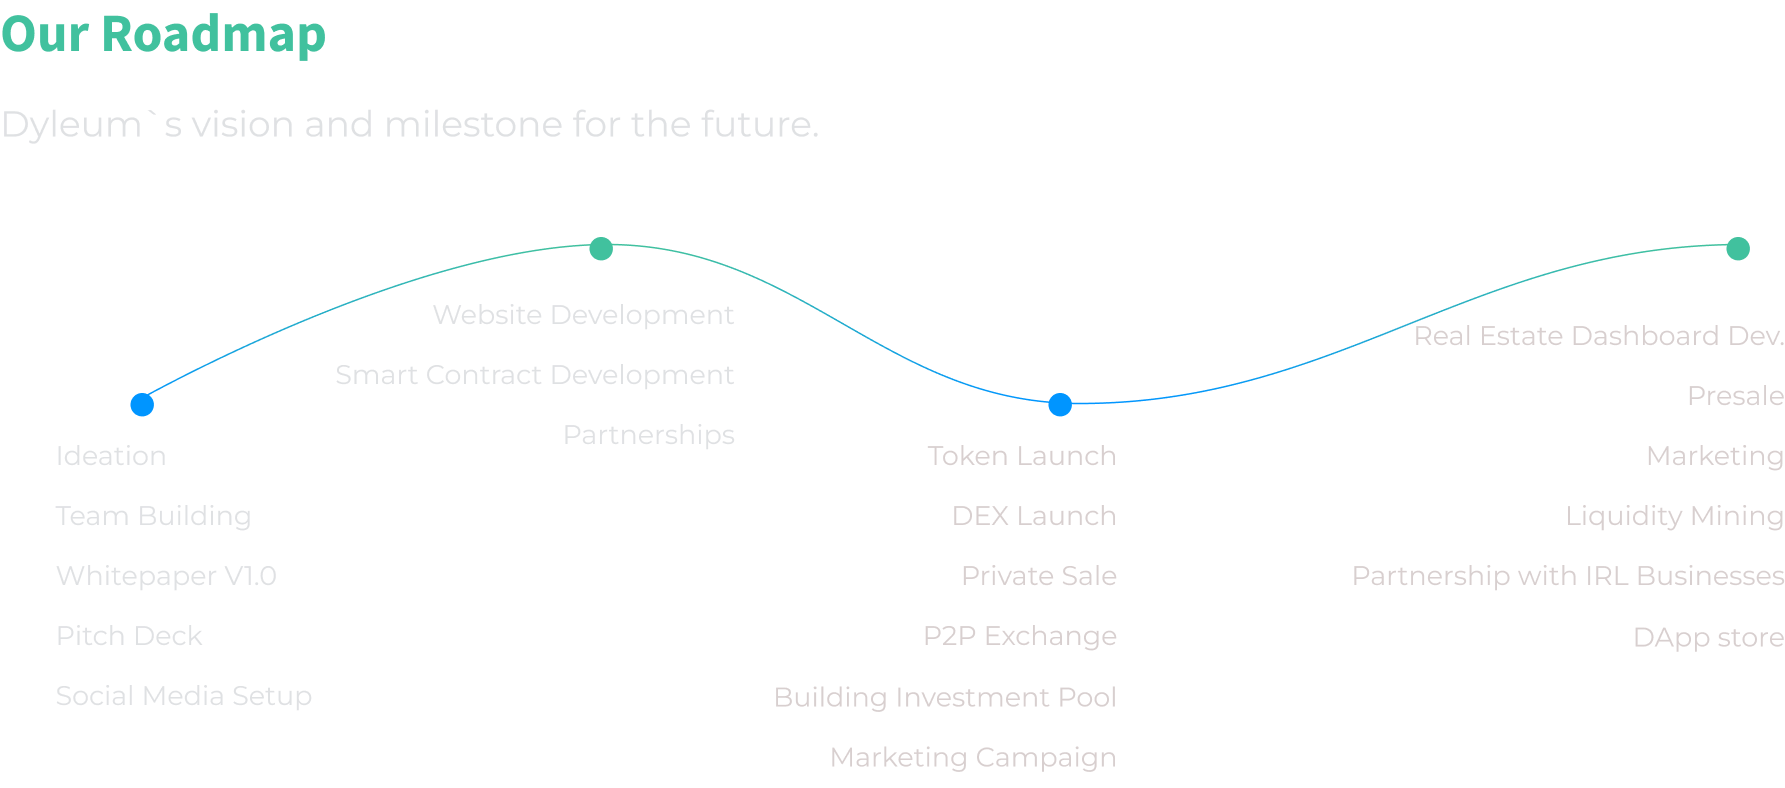 Our Roadmap
Dyleum`s vision and milestone for the future.
Ideation
Team Building
Whitepaper V1.0
Pitch Deck
Social Media Setup
Website Development
Smart Contract Development
Partnerships
Token Launch
DEX Launch
Private Sale
P2P Exchange
Building Investment Pool
Marketing Campaign
Real Estate Dashboard Dev.
Presale
Marketing
Liquidity Mining
Partnership with IRL Businesses
DApp store